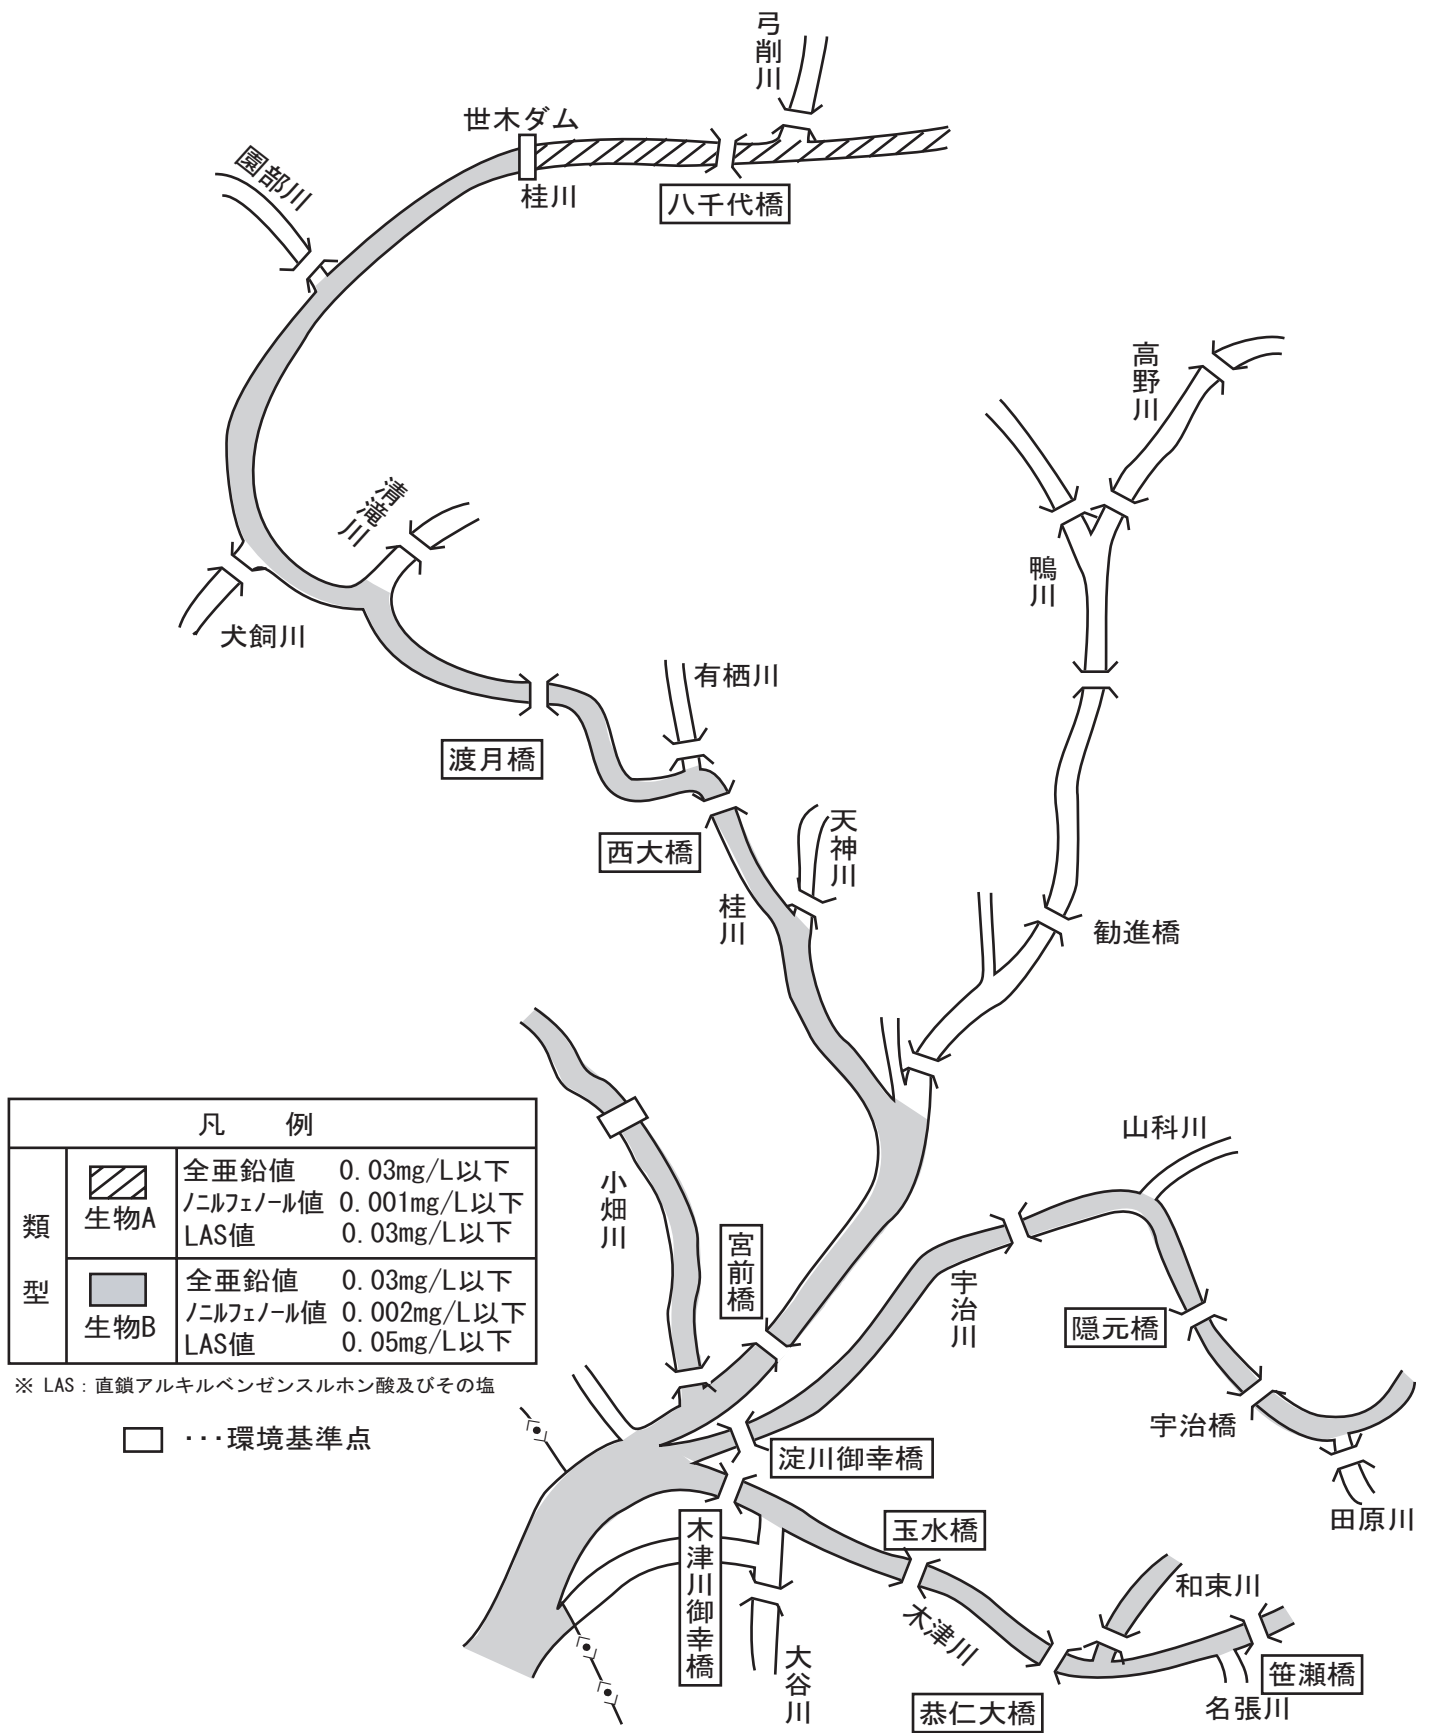 弓削川
世木ダム
桂川
八千代橋
園部川
高野川
清滝川
鴨川
犬飼川
有栖川
渡月橋
西大橋
天神川
桂川
勧進橋
凡　例
類型
生物A
全亜鉛値 0.03mg/L以下
ノニルフェノール値 0.001mg/L以下
LAS値 0.03mg/L以下
生物B
全亜鉛値 0.03mg/L以下
ノニルフェノール値 0.002mg/L以下
LAS値 0.05mg/L以下
※ LAS：直鎖アルキルベンゼンスルホン酸及びその塩
･･･環境基準点
山科川
小畑川
宮前橋
宇治川
隠元橋
宇治橋
淀川御幸橋
田原川
木津川御幸橋
玉水橋
和束川
木津川
大谷川
笹瀬橋
名張川
恭仁大橋